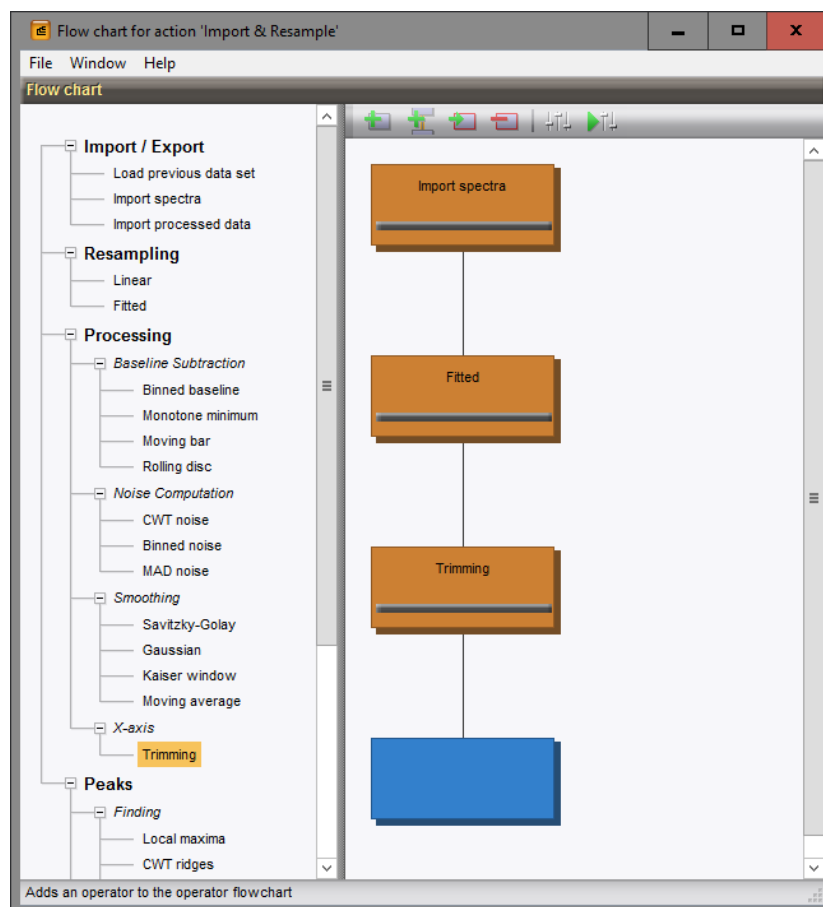 Flow chart for action 'Import & Resample'
File Window Help
Flow chart
Import / Export
Load previous data set
Import spectra
Import processed data
Resampling
Linear
Fitted
Processing
Baseline Subtraction
Binned baseline
Monotone minimum
Moving bar
Rolling disc
Noise Computation
CWT noise
Binned noise
MAD noise
Smoothing
Savitzky-Golay
Gaussian
Kaiser window
Moving average
X-axis
Trimming
Peaks
Finding
Local maxima
CWT ridges
Import spectra
Fitted
Trimming
Adds an operator to the operator flowchart